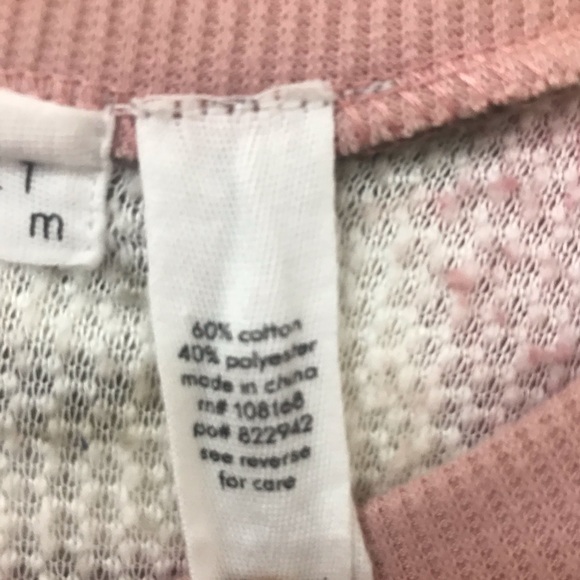 T
m
60% cotton
40% polyester
made in china
rn# 108168
po# 822942
see reverse
for care